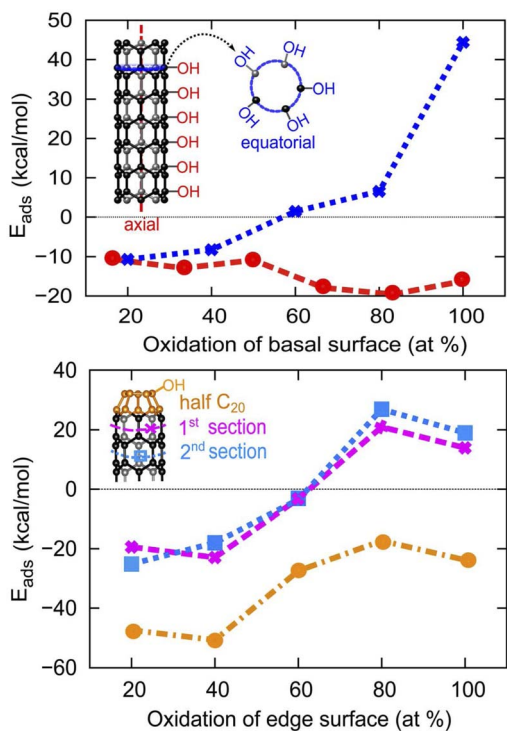 50
40
30
20
10
0
−10
−20
E_ads (kcal/mol)
OH
OH
OH
OH
OH
OH
axial
OH
OH
OH
OH
OH
equatorial
20 40 60 80 100
Oxidation of basal surface (at %)
40
20
0
−20
−40
−60
E_ads (kcal/mol)
OH
half C₂₀
1ˢᵗ section
2ⁿᵈ section
20 40 60 80 100
Oxidation of edge surface (at %)